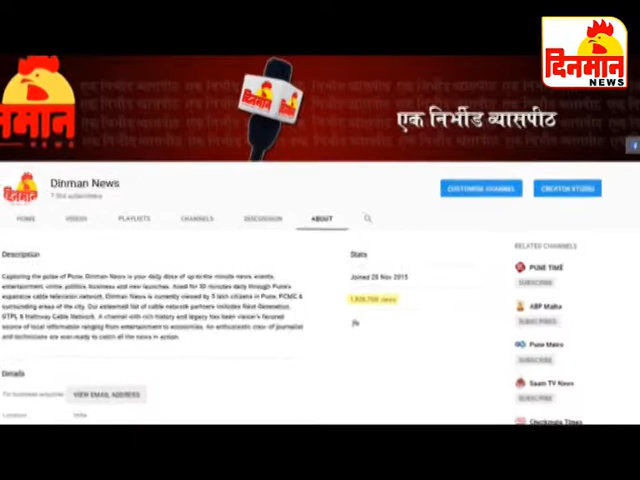 दिनमान
NEWS
दिनमान
एक निर्भीड व्यासपीठ
Dinman News
CUSTOMISE CHANNEL
CREATOR STUDIO
HOME
VIDEOS
PLAYLISTS
CHANNELS
DISCUSSION
ABOUT
Description
Capturing the pulse of Pune, Dinman News is your daily dose of up-to-the-minute news, events,
entertainment, crime, politics, business and new launches. Aired for 30 minutes daily through Pune's
expansive cable television network, Dinman News is currently viewed by 5 lakh citizens in Pune, PCMC &
surrounding areas of the city. Our esteemed list of cable network partners includes Next Generation,
GTPL & Hathway Cable Network. A channel with rich history and legacy has been viewer's favored
source of local information ranging from entertainment to economies. An enthusiastic crew of journalist
and technicians are ever-ready to catch all the news in action.
Stats
Joined 28 Nov 2015
views
Details
VIEW EMAIL ADDRESS
RELATED CHANNELS
PUNE TIME
SUBSCRIBE
ABP Majha
SUBSCRIBE
Pune Metro
SUBSCRIBE
Saam TV News
SUBSCRIBE
Times